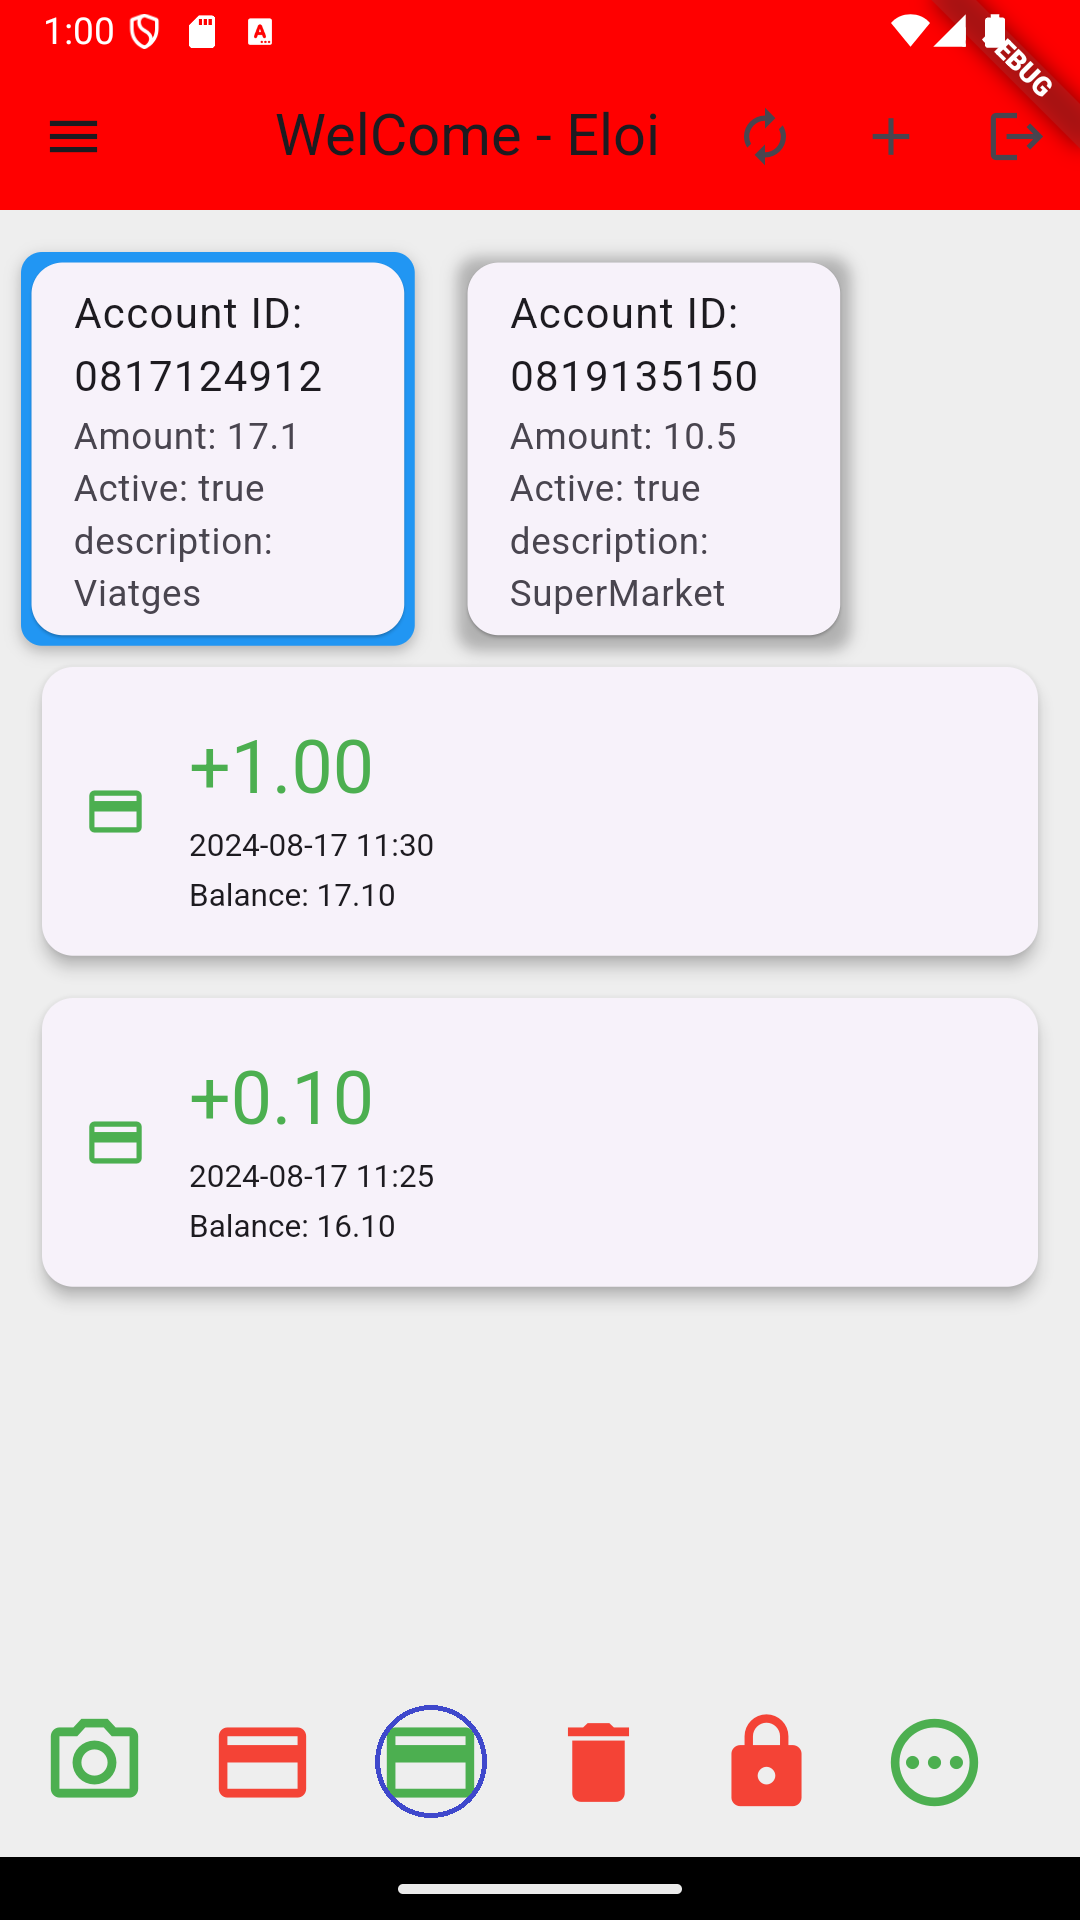 1:00
A
DEBUG
WelCome - Eloi
Account ID:
0817124912
Amount: 17.1
Active: true
description:
Viatges
Account ID:
0819135150
Amount: 10.5
Active: true
description:
SuperMarket
+1.00
2024-08-17 11:30
Balance: 17.10
+0.10
2024-08-17 11:25
Balance: 16.10